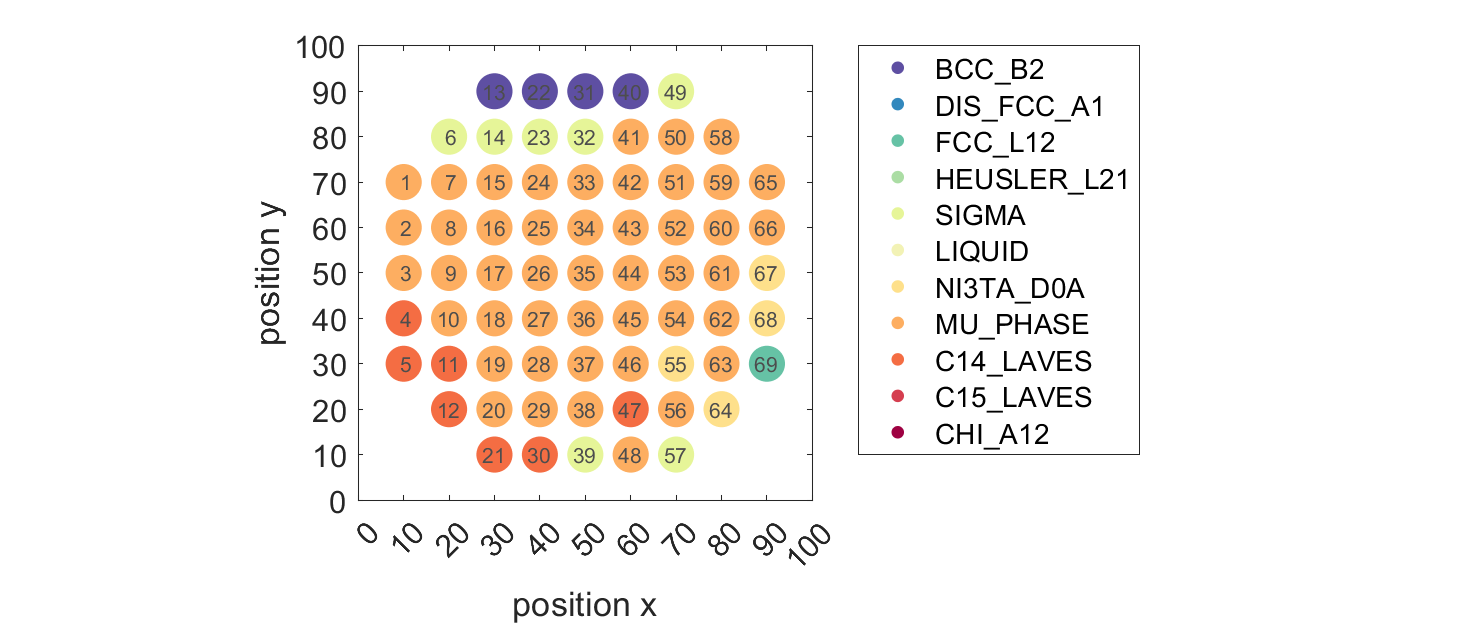 100
90
80
70
60
50
40
30
20
10
0
position y
13 22 31 40 49
6 14 23 32 41 50 58
1 7 15 24 33 42 51 59 65
2 8 16 25 34 43 52 60 66
3 9 17 26 35 44 53 61 67
4 10 18 27 36 45 54 62 68
5 11 19 28 37 46 55 63 69
12 20 29 38 47 56 64
21 30 39 48 57
0 10 20 30 40 50 60 70 80 90 100
position x
BCC_B2
DIS_FCC_A1
FCC_L12
HEUSLER_L21
SIGMA
LIQUID
NI3TA_D0A
MU_PHASE
C14_LAVES
C15_LAVES
CHI_A12